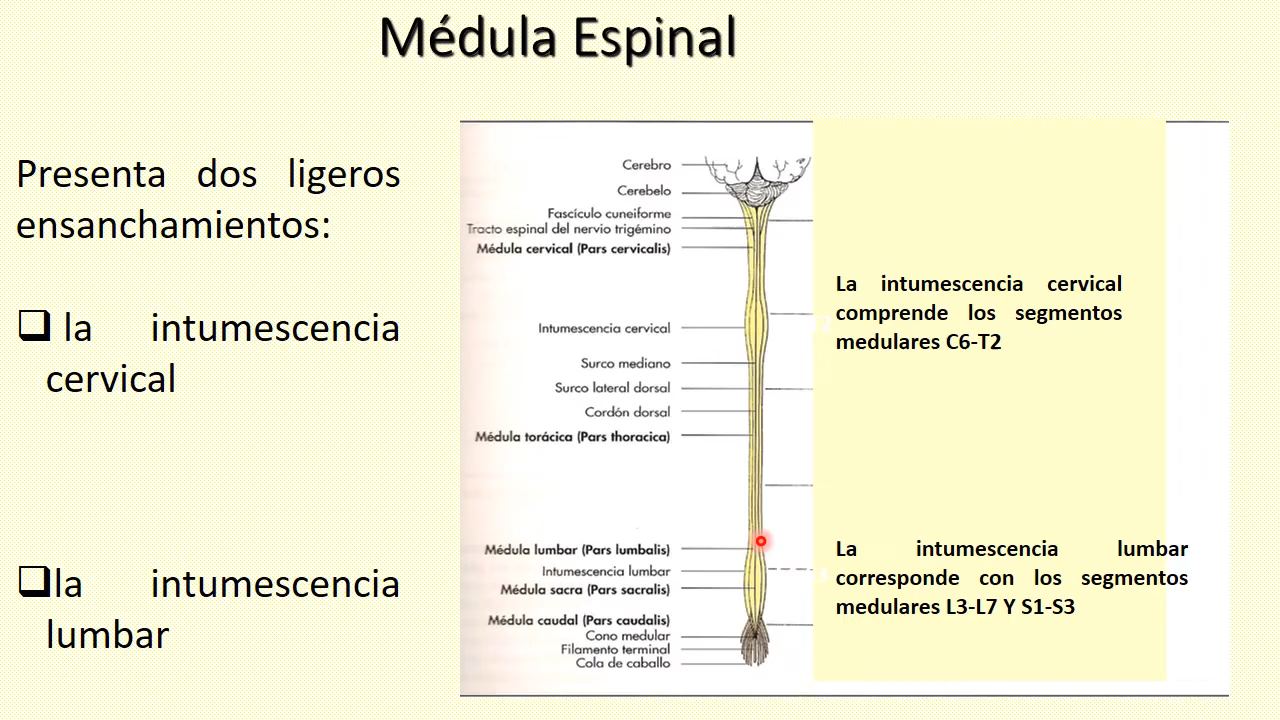 Médula Espinal
Presenta dos ligeros
ensanchamientos:
la intumescencia
cervical
la intumescencia
lumbar
Cerebro
Cerebelo
Fascículo cuneiforme
Tracto espinal del nervio trigémino
Médula cervical (Pars cervicalis)
Intumescencia cervical
Surco mediano
Surco lateral dorsal
Cordón dorsal
Médula torácica (Pars thoracica)
Médula lumbar (Pars lumbalis)
Intumescencia lumbar
Médula sacra (Pars sacralis)
Médula caudal (Pars caudalis)
Cono medular
Filamento terminal
Cola de caballo
La intumescencia cervical
comprende los segmentos
medulares C6-T2
La intumescencia lumbar
corresponde con los segmentos
medulares L3-L7 Y S1-S3